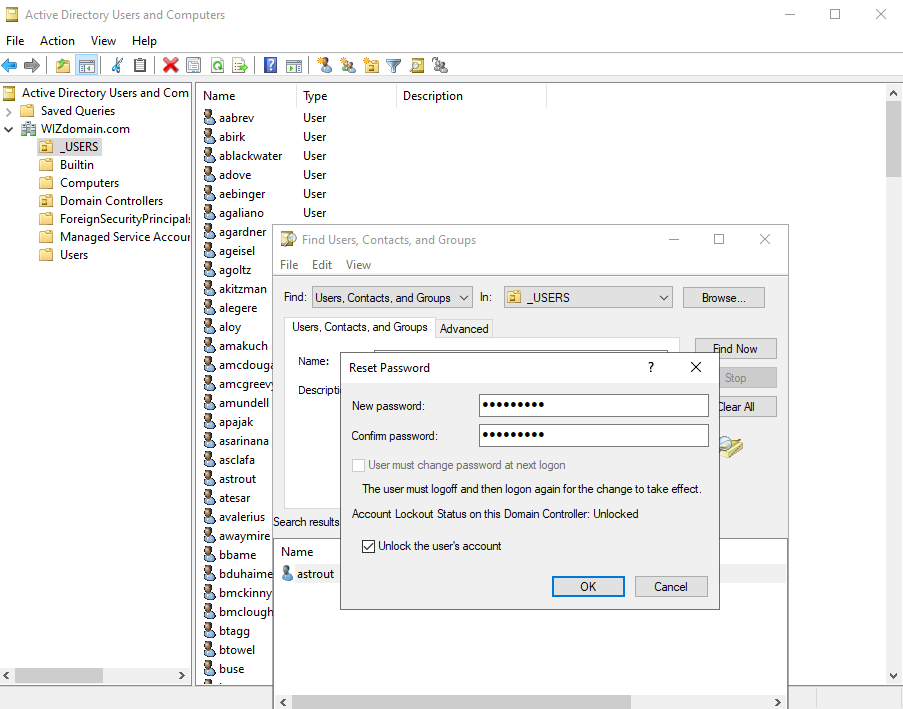 Active Directory Users and Computers
File Action View Help
Active Directory Users and Com
Saved Queries
WIZdomain.com
_USERS
Builtin
Computers
Domain Controllers
ForeignSecurityPrincipals
Managed Service Accour
Users
Name Type Description
aabrev User
abirk User
ablackwater User
adove User
aebinger User
agaliano User
agardner
ageisel
agoltz
akitzman
alegere
aloy
amakuch
amcdouga
amcgreevy
amundell
apajak
asarinana
asclafa
astrout
atesar
avalerius
awaymire
bbame
bduhaime
bmckinny
bmclough
btagg
btowel
buse
Find Users, Contacts, and Groups
File Edit View
Find: Users, Contacts, and Groups In: _USERS Browse...
Users, Contacts, and Groups Advanced
Name:
Descripti
Find Now
Stop
Clear All
Search results
Name
astrout
Reset Password ?
New password: •••••••••
Confirm password: •••••••••
User must change password at next logon
The user must logoff and then logon again for the change to take effect.
Account Lockout Status on this Domain Controller: Unlocked
Unlock the user's account
OK Cancel